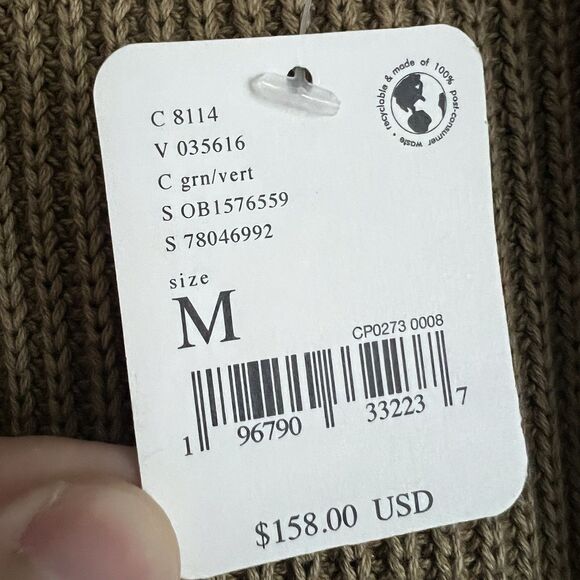 C 8114
V 035616
C grn/vert
S OB1576559
S 78046992
size
M
recyclable & made of 100% post-consumer waste •
CP0273 0008
1 96790 33223 7
$158.00 USD